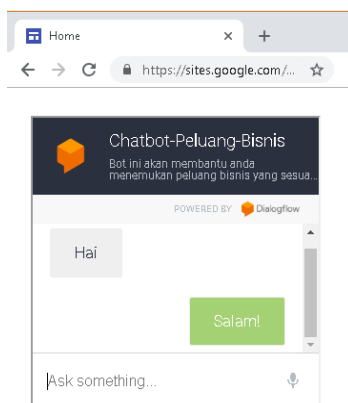 Home
https://sites.google.com/...
Chatbot-Peluang-Bisnis
Bot ini akan membantu anda
menemukan peluang bisnis yang sesua...
POWERED BY Dialogflow
Hai
Salam!
Ask something...